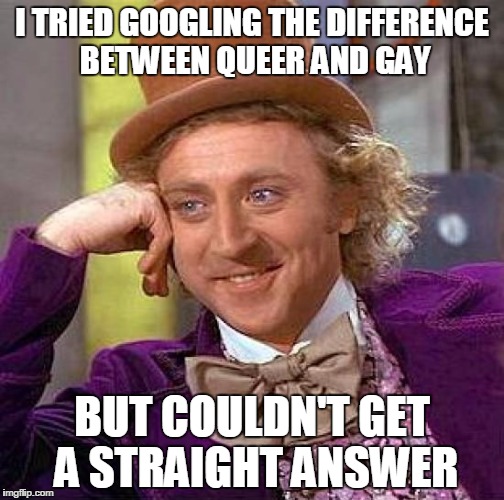 I TRIED GOOGLING THE DIFFERENCE
BETWEEN QUEER AND GAY
BUT COULDN'T GET
A STRAIGHT ANSWER
imgflip.com